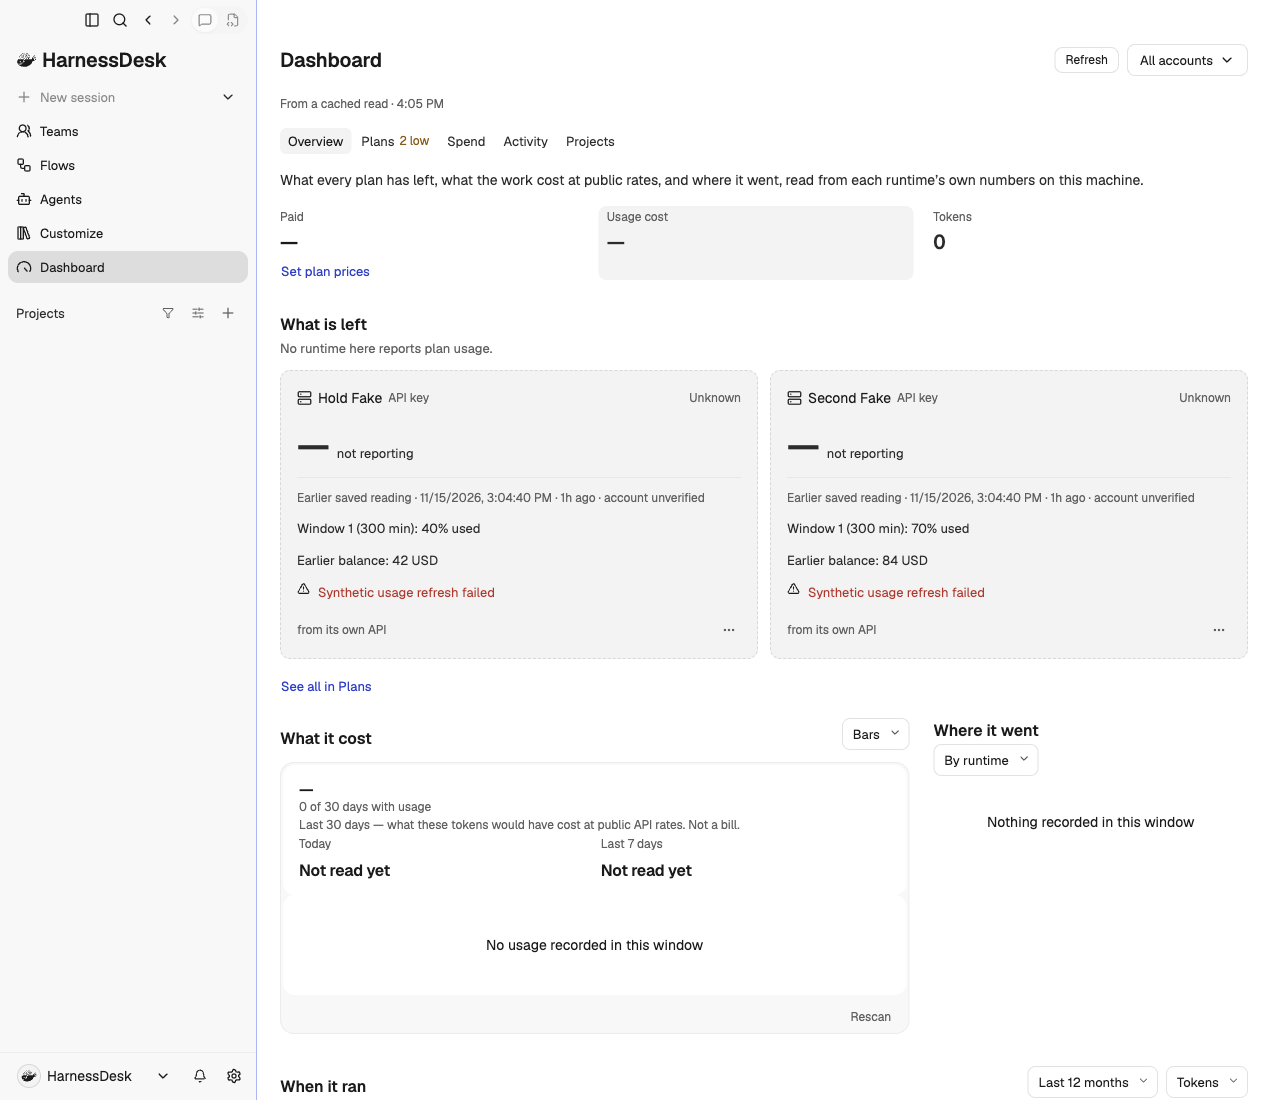 HarnessDesk
New session
Teams
Flows
Agents
Customize
Dashboard
Projects
HarnessDesk
Dashboard
Refresh
All accounts
From a cached read · 4:05 PM
Overview
Plans 2 low
Spend
Activity
Projects
What every plan has left, what the work cost at public rates, and where it went, read from each runtime’s own numbers on this machine.
Paid
—
Set plan prices
Usage cost
—
Tokens
0
What is left
No runtime here reports plan usage.
Hold Fake API key
Unknown
— not reporting
Earlier saved reading · 11/15/2026, 3:04:40 PM · 1h ago · account unverified
Window 1 (300 min): 40% used
Earlier balance: 42 USD
Synthetic usage refresh failed
from its own API
Second Fake API key
Unknown
— not reporting
Earlier saved reading · 11/15/2026, 3:04:40 PM · 1h ago · account unverified
Window 1 (300 min): 70% used
Earlier balance: 84 USD
Synthetic usage refresh failed
from its own API
See all in Plans
What it cost
Bars
—
0 of 30 days with usage
Last 30 days — what these tokens would have cost at public API rates. Not a bill.
Today
Not read yet
Last 7 days
Not read yet
No usage recorded in this window
Rescan
Where it went
By runtime
Nothing recorded in this window
When it ran
Last 12 months
Tokens